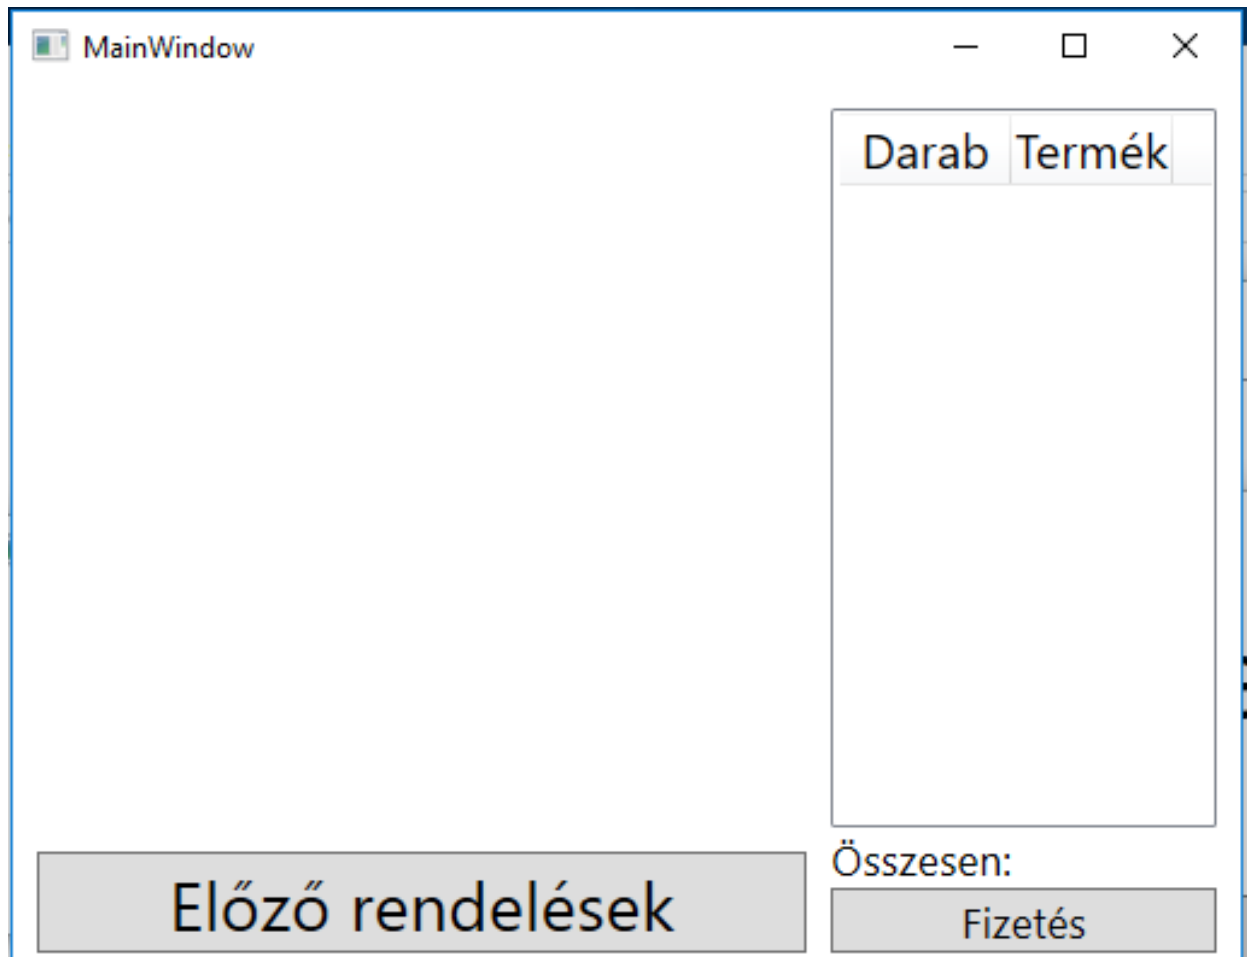 MainWindow
Darab Termék
Összesen:
Előző rendelések
Fizetés